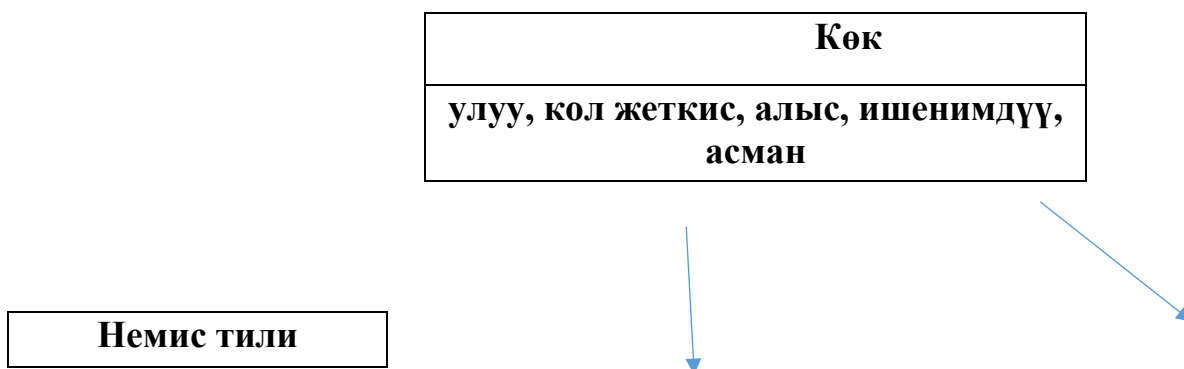 Көк
улуу, кол жеткис, алыс, ишенимдүү,
асман
Немис тили